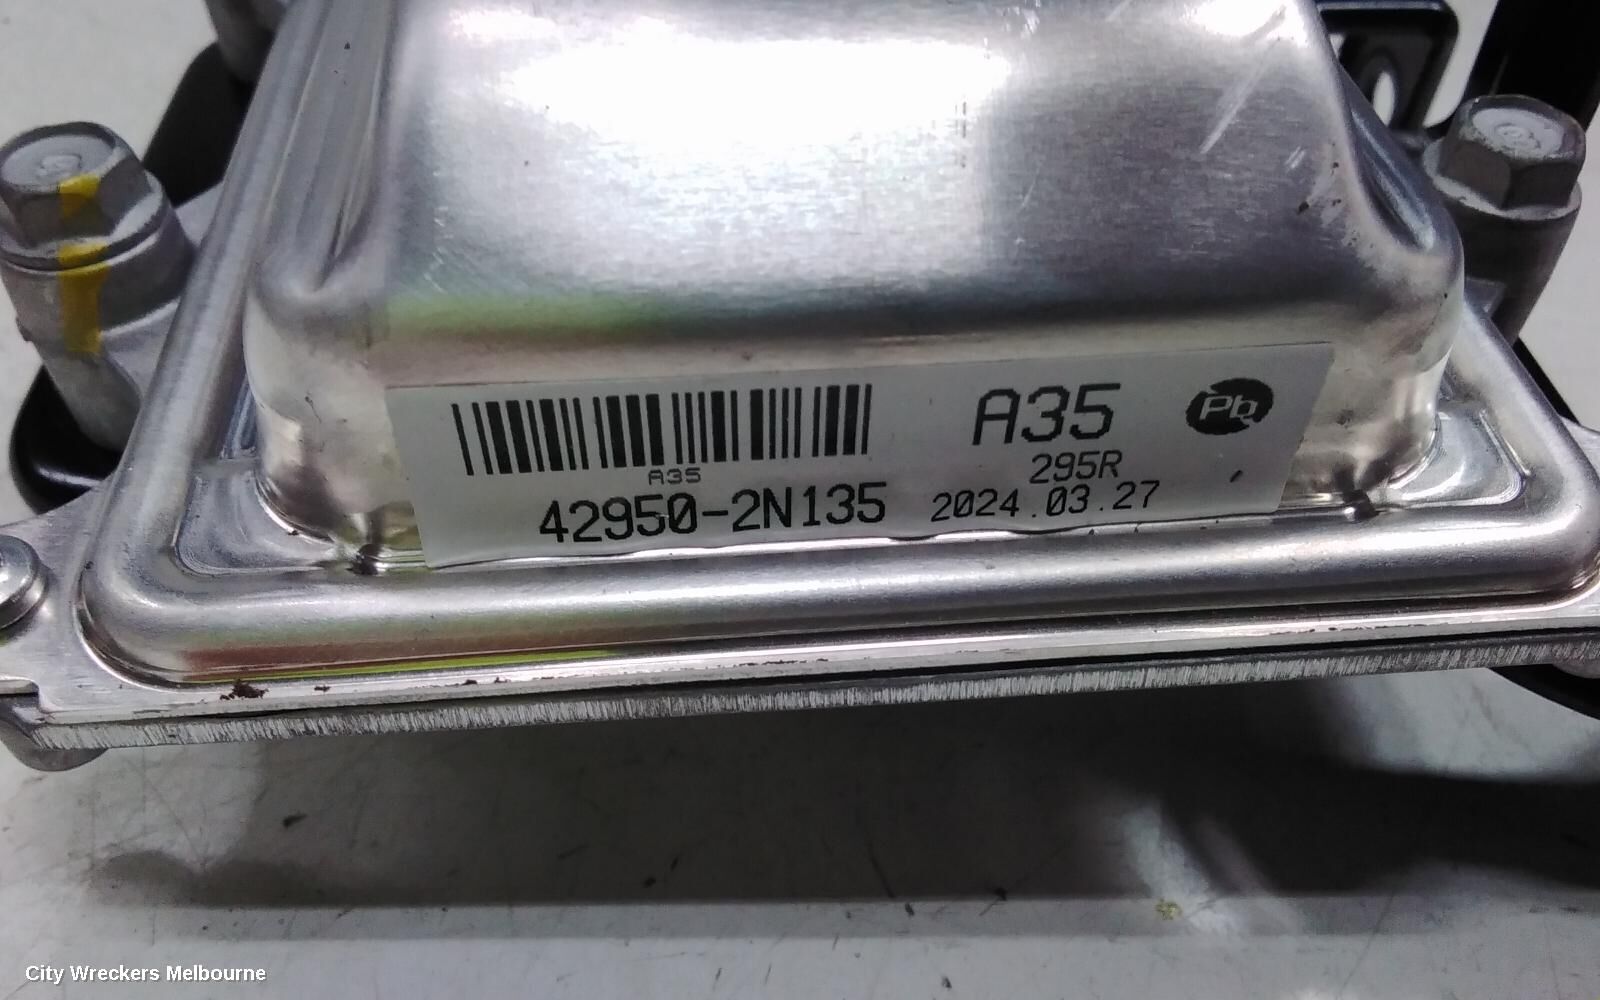 A35
Pb
A35
295R
42950-2N135
2024.03.27
City Wreckers Melbourne